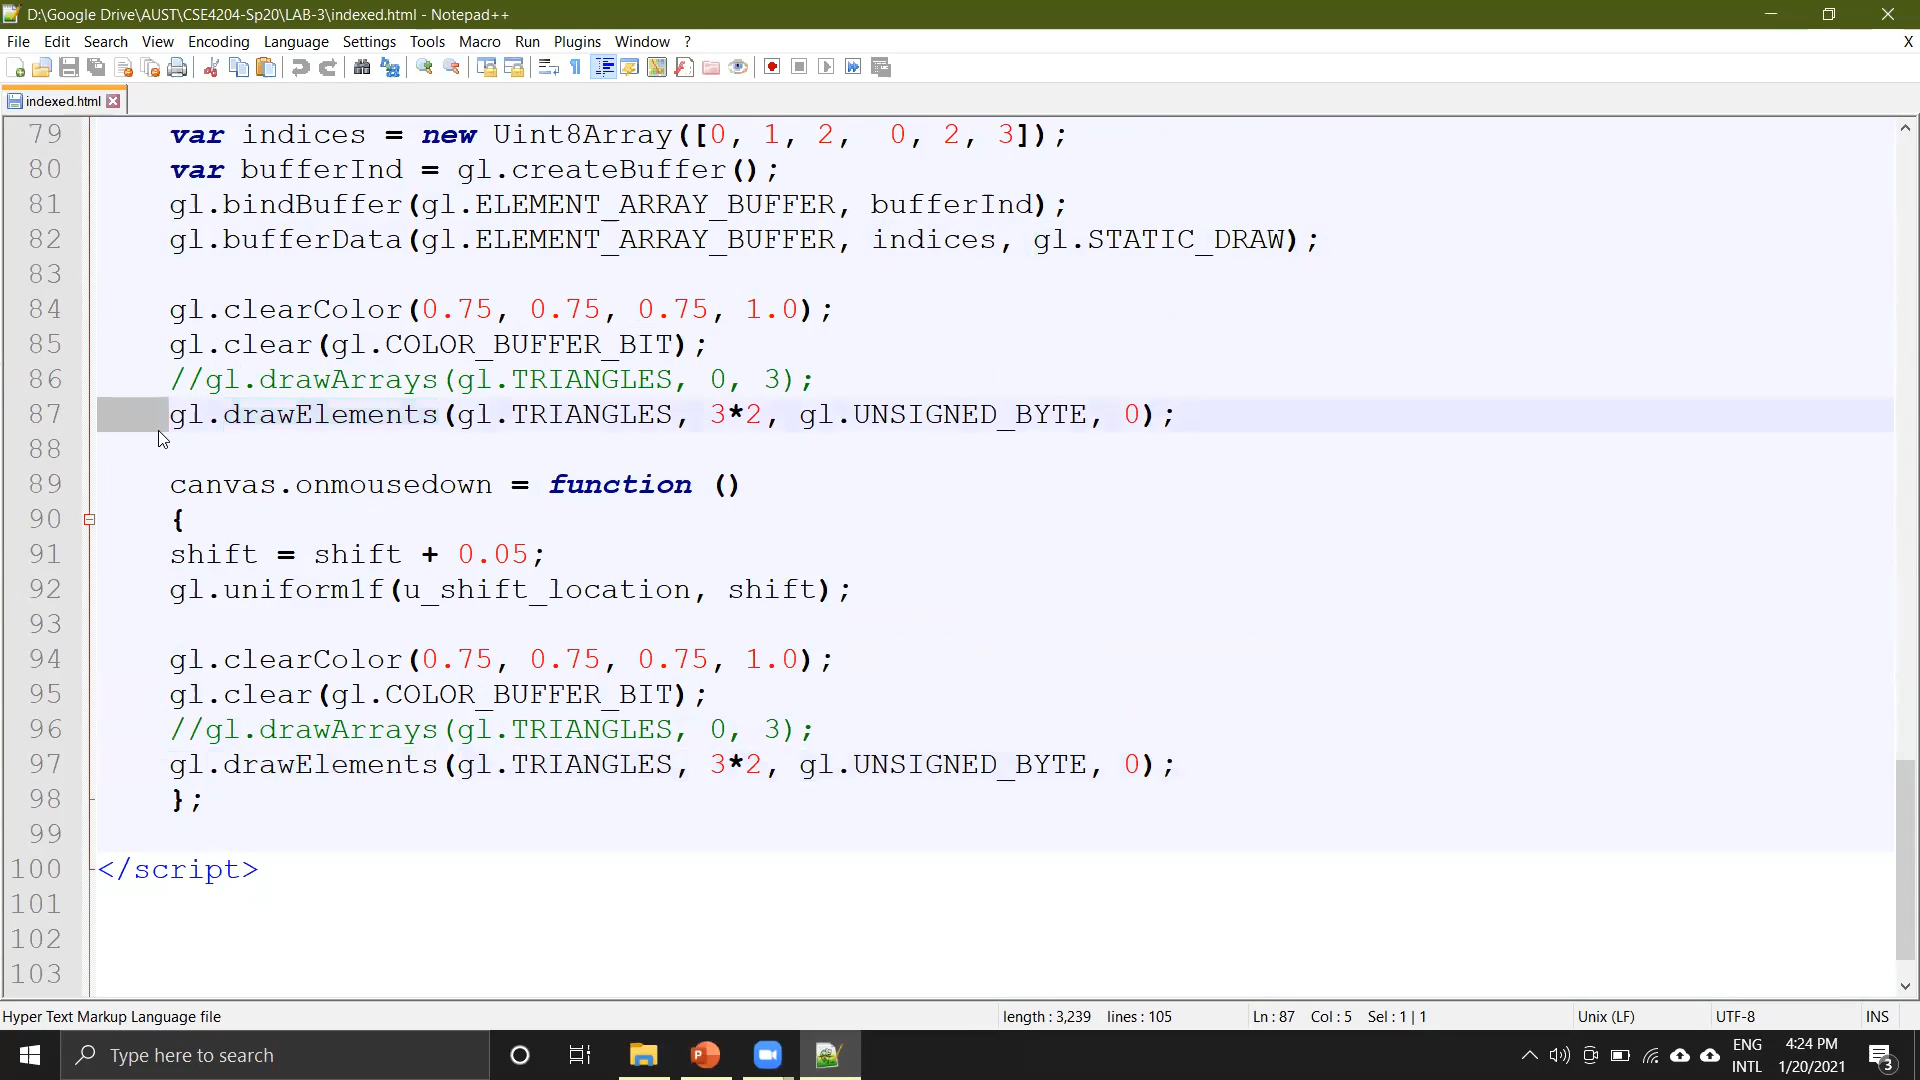 D:\Google Drive\AUST\CSE4204-Sp20\LAB-3\indexed.html - Notepad++
File Edit Search View Encoding Language Settings Tools Macro Run Plugins Window ? X
indexed.html
79 var indices = new Uint8Array([0, 1, 2,  0, 2, 3]);
80 var bufferInd = gl.createBuffer();
81 gl.bindBuffer(gl.ELEMENT_ARRAY_BUFFER, bufferInd);
82 gl.bufferData(gl.ELEMENT_ARRAY_BUFFER, indices, gl.STATIC_DRAW);
83
84 gl.clearColor(0.75, 0.75, 0.75, 1.0);
85 gl.clear(gl.COLOR_BUFFER_BIT);
86 //gl.drawArrays(gl.TRIANGLES, 0, 3);
87 gl.drawElements(gl.TRIANGLES, 3*2, gl.UNSIGNED_BYTE, 0);
88
89 canvas.onmousedown = function ()
90 {
91 shift = shift + 0.05;
92 gl.uniform1f(u_shift_location, shift);
93
94 gl.clearColor(0.75, 0.75, 0.75, 1.0);
95 gl.clear(gl.COLOR_BUFFER_BIT);
96 //gl.drawArrays(gl.TRIANGLES, 0, 3);
97 gl.drawElements(gl.TRIANGLES, 3*2, gl.UNSIGNED_BYTE, 0);
98 };
99
100 </script>
101
102
103
Hyper Text Markup Language file length : 3,239 lines : 105 Ln : 87 Col : 5 Sel : 1 | 1 Unix (LF) UTF-8 INS
Type here to search ENG 4:24 PM
INTL 1/20/2021 3